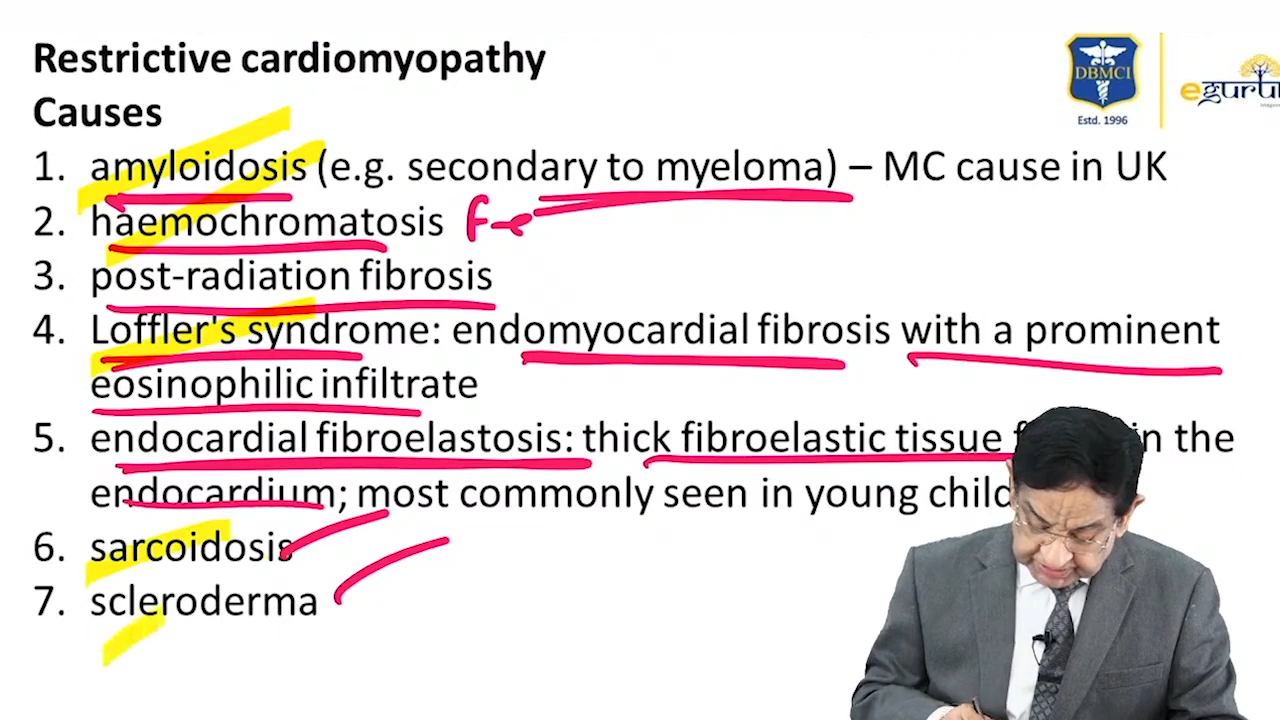 Restrictive cardiomyopathy
Causes
1. amyloidosis (e.g. secondary to myeloma) – MC cause in UK
2. haemochromatosis Fe
3. post-radiation fibrosis
4. Loffler's syndrome: endomyocardial fibrosis with a prominent
eosinophilic infiltrate
5. endocardial fibroelastosis: thick fibroelastic tissue in the
endocardium; most commonly seen in young
6. sarcoidosis
7. scleroderma
DBMCI
Estd. 1996